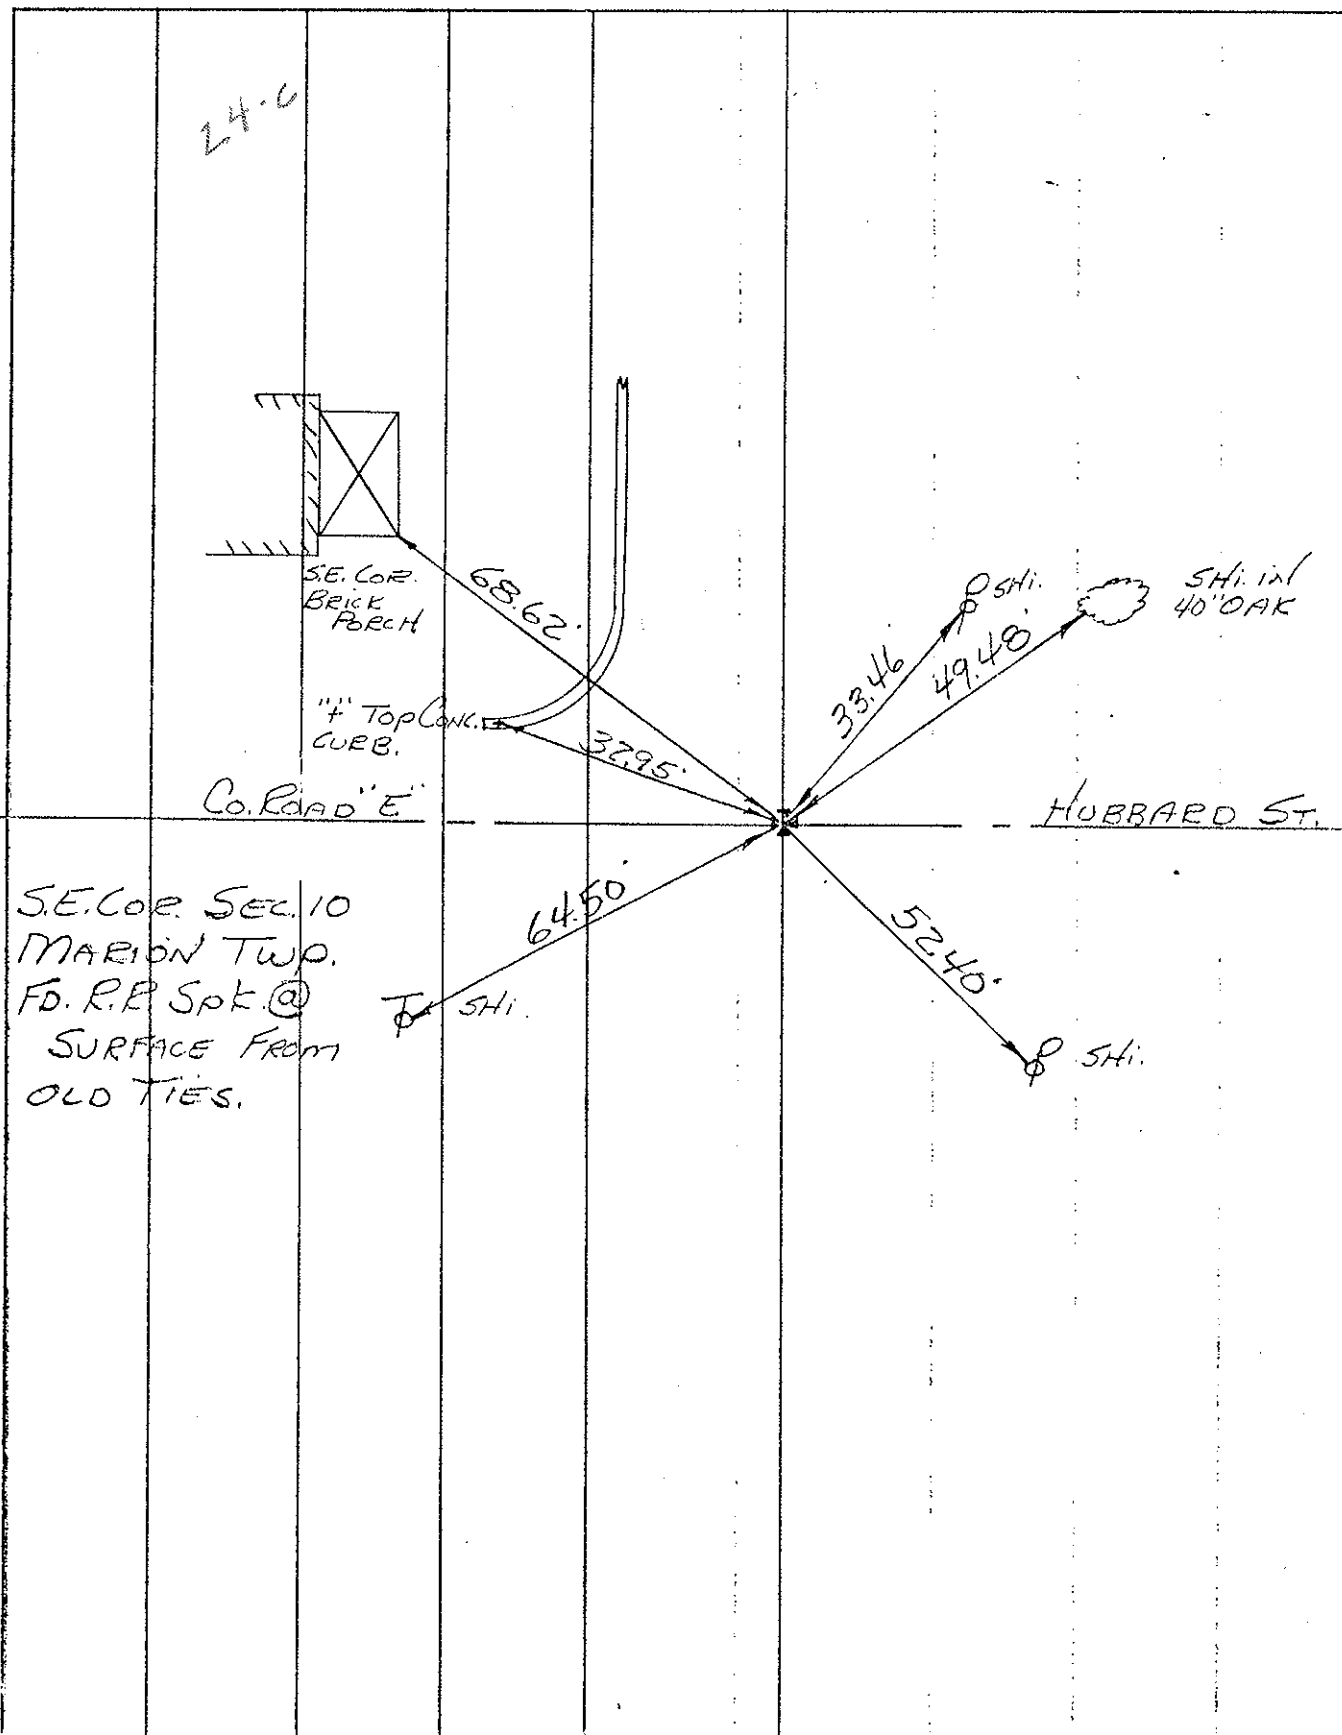 24-C
S.E. COR.
BRICK
PORCH
68.62'
SHi.
SHi. in
40" OAK
33.46
49.48'
"+" TOP CONC.
CURB.
32.95'
CO. ROAD "E"
HUBBARD ST.
64.50'
52.40'
S.E. COR. SEC. 10
MARION TWP.
FD. R.R. SPK. @
SURFACE FROM
OLD TIES.
SHi.
SHi.